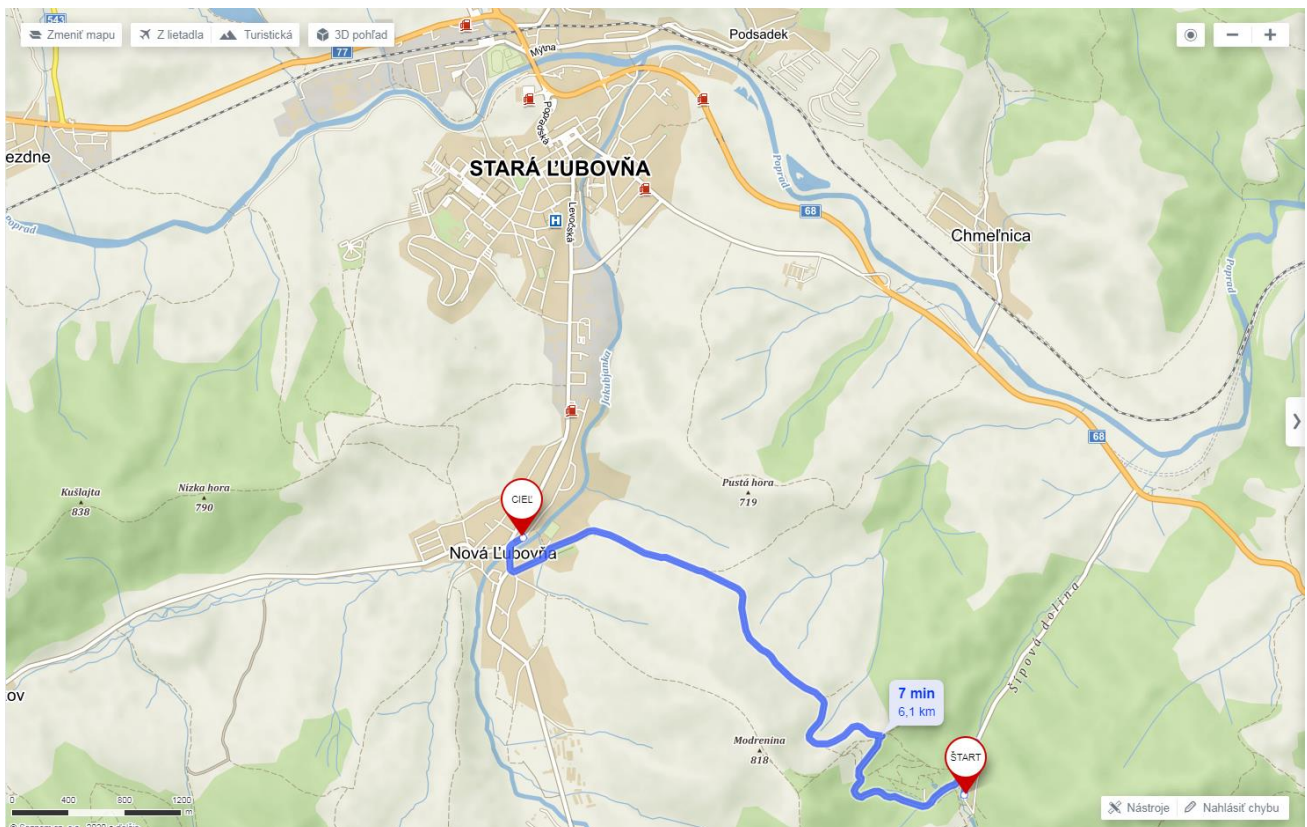 543
Zmeniť mapu
Z lietadla
Turistická
3D pohľad
77
Mýtna
Podsadek
Popradská
ezdne
STARÁ ĽUBOVŇA
Poprad
H
Levočská
68
Chmeľnica
Poprad
Poprad
Jakubjanka
68
Kušlajta
838
Nízka hora
790
Pustá hora
719
CIEĽ
Nová Ľubovňa
Šípová dolina
ov
7 min
6,1 km
Modrenina
818
ŠTART
0 400 800 1200
m
Nástroje
Nahlásiť chybu